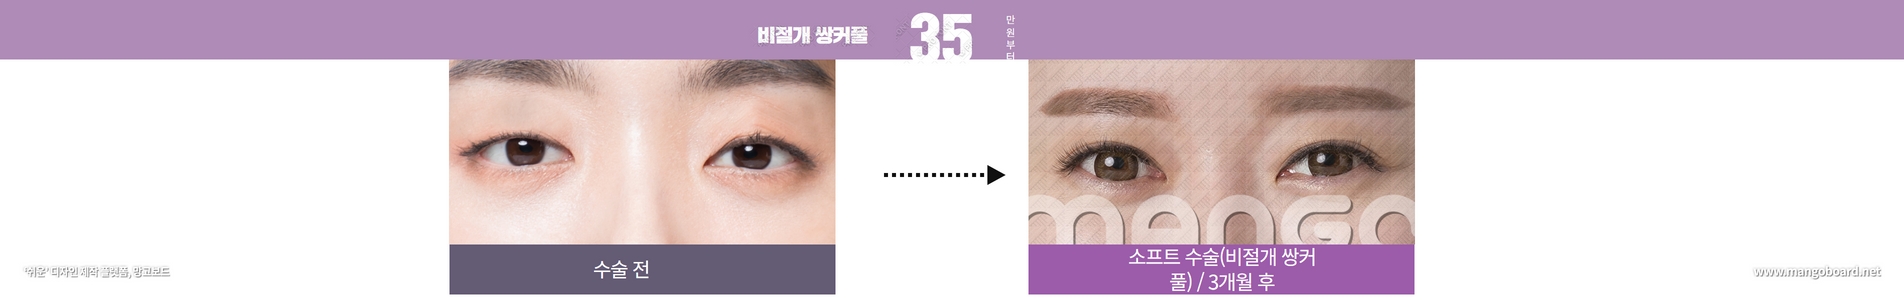 비절개 쌍커풀
35
만
원
부
터
mango
수술 전
소프트 수술(비절개 쌍커
풀) / 3개월 후
'쉬운' 디자인 제작 플랫폼, 망고보드
www.mangoboard.net